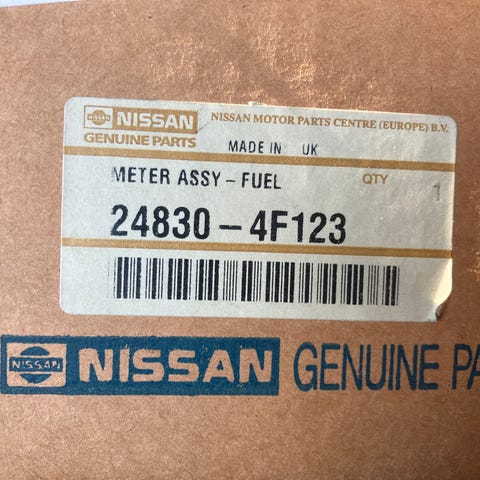 NISSAN
GENUINE PARTS
NISSAN MOTOR PARTS CENTRE (EUROPE) B.V.
MADE IN UK
METER ASSY - FUEL QTY 1
24830-4F123
NISSAN NISSAN GENUINE PA